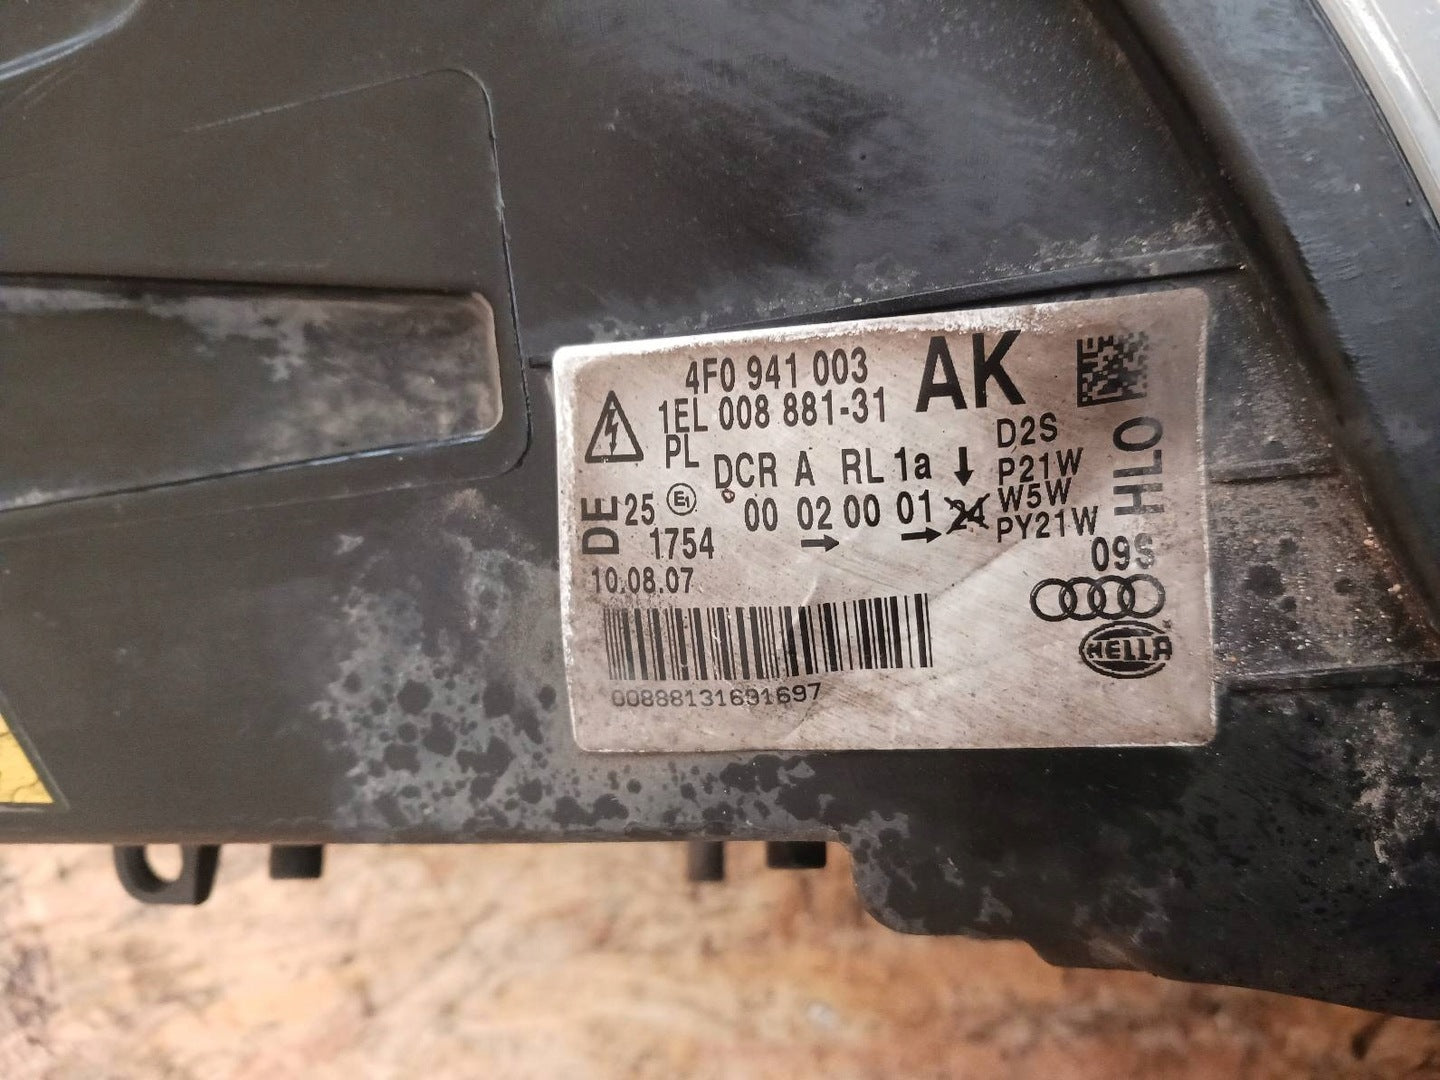 4F0 941 003 AK
1EL 008 881-31
PL DCR A RL 1a ↓
DE 25 E1 00 02 00 01 24
→ →
1754
D2S
P21W
W5W
PY21W
HLO
09S
10.08.07
00888131691697
HELLA